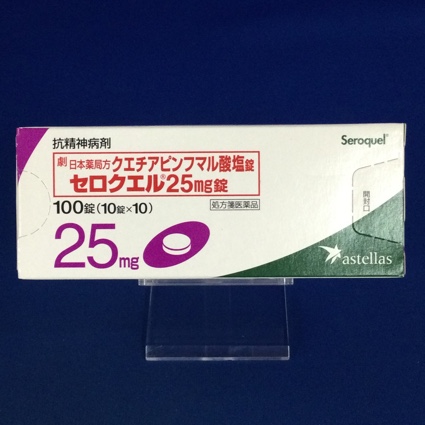 抗精神病剤
Seroquel®
劇 日本薬局方 クエチアピンフマル酸塩錠
セロクエル®25mg錠
100錠(10錠×10)
処方箋医薬品
開封口
25mg
astellas